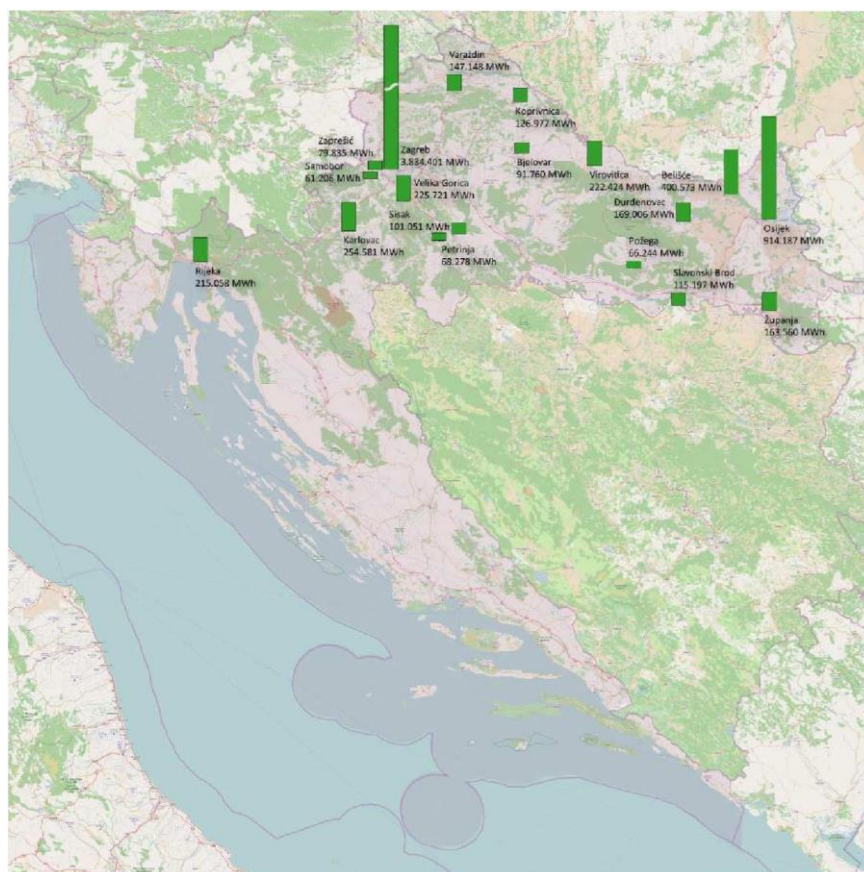 Varaždin
147.148 MWh
Koprivnica
126.977 MWh
Zaprešić
79.835 MWh
Zagreb
3.834.401 MWh
Samobor
61.206 MWh
Velika Gorica
225.721 MWh
Bjelovar
91.760 MWh
Virovitica
222.424 MWh
Belišće
400.573 MWh
Đurđenovac
169.006 MWh
Osijek
914.187 MWh
Sisak
101.051 MWh
Karlovac
254.581 MWh
Petrinja
68.278 MWh
Požega
66.244 MWh
Slavonski Brod
115.197 MWh
Županja
163.560 MWh
Rijeka
215.058 MWh